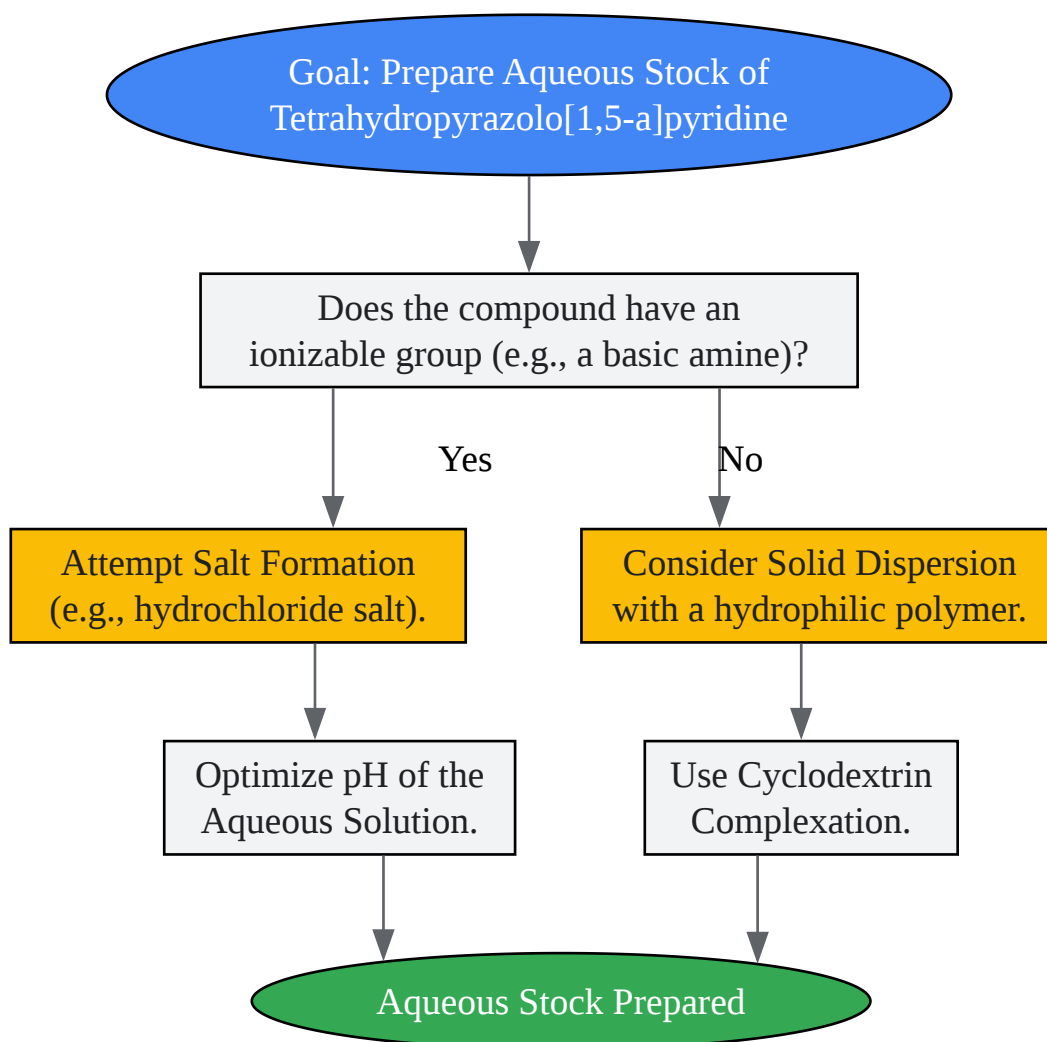 Goal: Prepare Aqueous Stock of
Tetrahydropyrazolo[1,5-a]pyridine
Does the compound have an
ionizable group (e.g., a basic amine)?
Yes
No
Attempt Salt Formation
(e.g., hydrochloride salt).
Consider Solid Dispersion
with a hydrophilic polymer.
Optimize pH of the
Aqueous Solution.
Use Cyclodextrin
Complexation.
Aqueous Stock Prepared